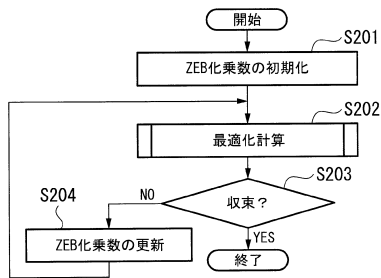 開始
S201
ZEB化乗数の初期化
S202
最適化計算
S203
収束?
S204
NO
ZEB化乗数の更新
YES
終了